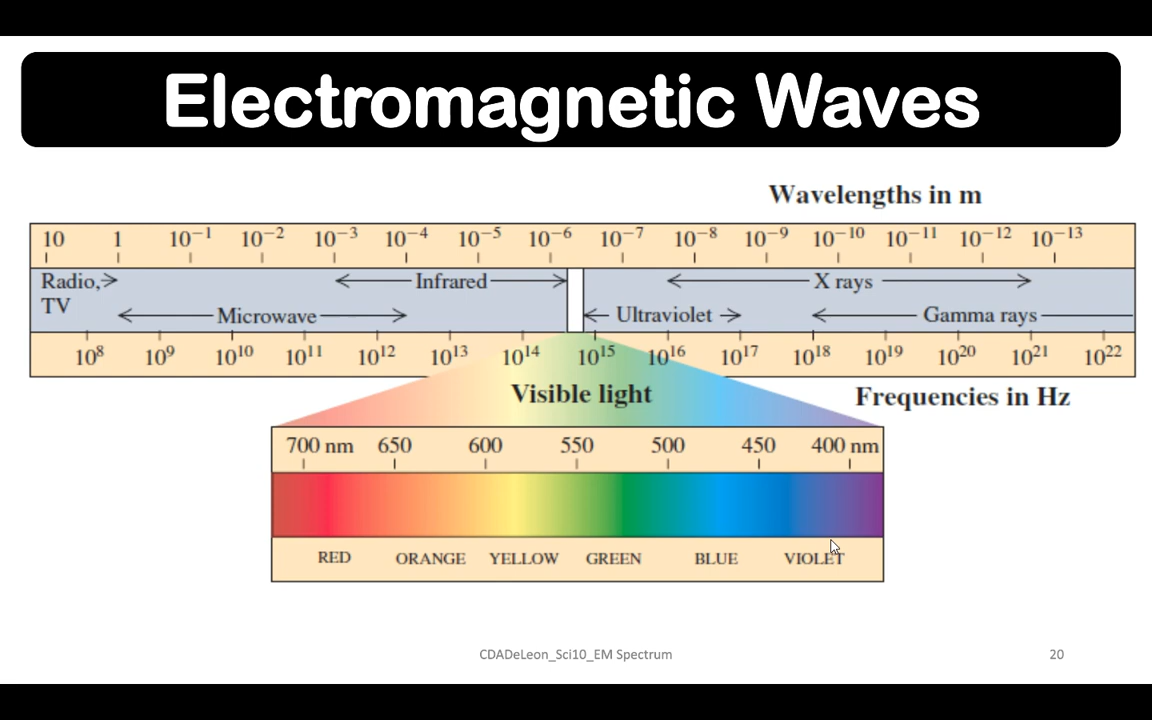 Electromagnetic Waves
Wavelengths in m
10 1 10⁻¹ 10⁻² 10⁻³ 10⁻⁴ 10⁻⁵ 10⁻⁶ 10⁻⁷ 10⁻⁸ 10⁻⁹ 10⁻¹⁰ 10⁻¹¹ 10⁻¹² 10⁻¹³
Radio, Infrared X rays
TV Microwave Ultraviolet Gamma rays
10⁸ 10⁹ 10¹⁰ 10¹¹ 10¹² 10¹³ 10¹⁴ 10¹⁵ 10¹⁶ 10¹⁷ 10¹⁸ 10¹⁹ 10²⁰ 10²¹ 10²²
Visible light Frequencies in Hz
700 nm 650 600 550 500 450 400 nm
RED ORANGE YELLOW GREEN BLUE VIOLET
CDADeLeon_Sci10_EM Spectrum 20